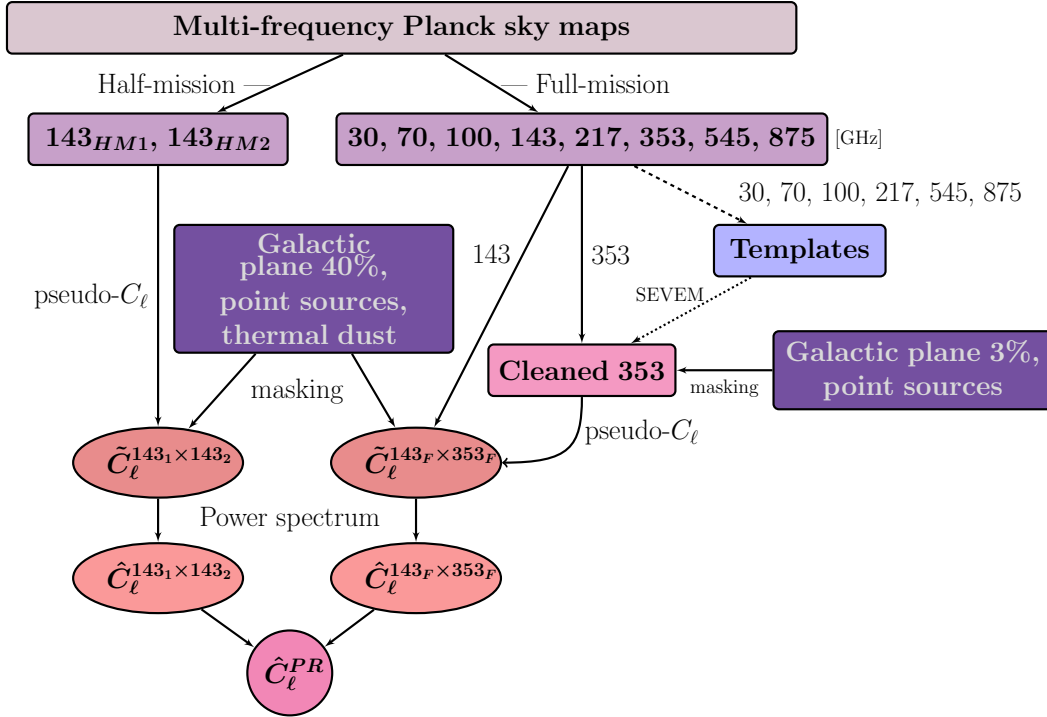 Multi-frequency Planck sky maps
Half-mission —
— Full-mission
143_{HM1}, 143_{HM2}
30, 70, 100, 143, 217, 353, 545, 875
[GHz]
30, 70, 100, 217, 545, 875
Galactic
plane 40%,
point sources,
thermal dust
143
353
Templates
pseudo-C_ℓ
SEVEM
Cleaned 353
masking
Galactic plane 3%,
point sources
masking
pseudo-C_ℓ
C̃_ℓ^{143_1×143_2}
C̃_ℓ^{143_F×353_F}
Power spectrum
Ĉ_ℓ^{143_1×143_2}
Ĉ_ℓ^{143_F×353_F}
Ĉ_ℓ^{PR}